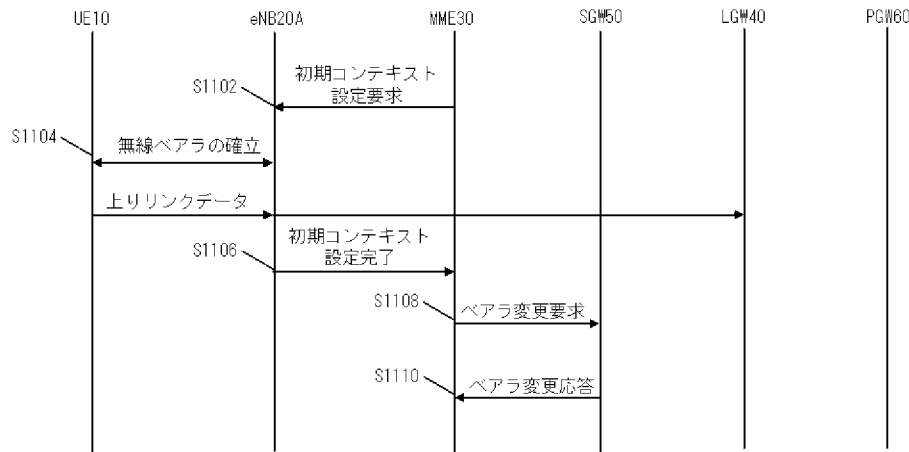 UE10
eNB20A
MME30
SGW50
LGW40
PGW60
S1102
初期コンテキスト
設定要求
S1104
無線ベアラの確立
上りリンクデータ
S1106
初期コンテキスト
設定完了
S1108
ベアラ変更要求
S1110
ベアラ変更応答